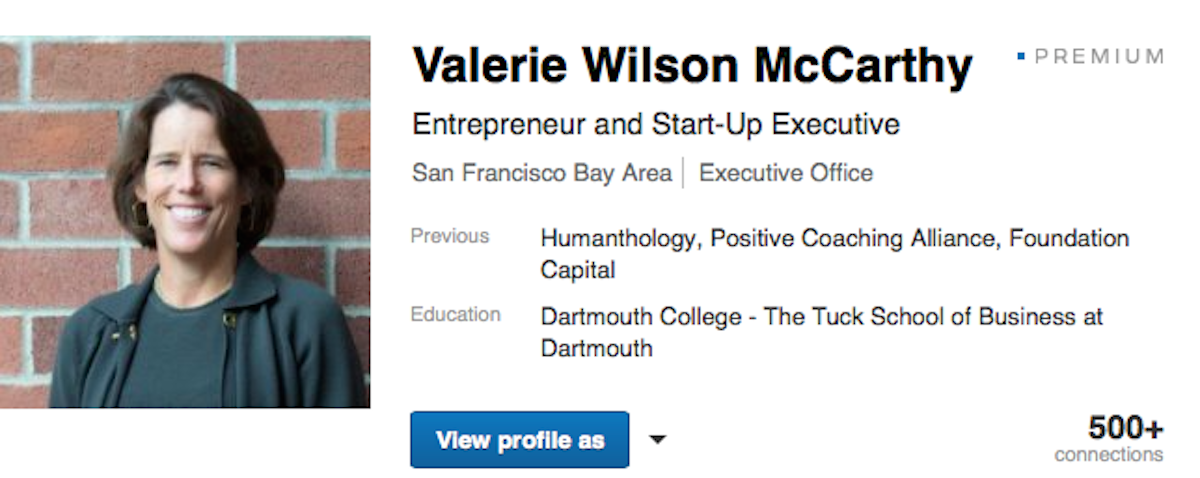 Valerie Wilson McCarthy
PREMIUM
Entrepreneur and Start-Up Executive
San Francisco Bay Area | Executive Office
Previous
Humanthology, Positive Coaching Alliance, Foundation
Capital
Education
Dartmouth College - The Tuck School of Business at
Dartmouth
View profile as
500+
connections